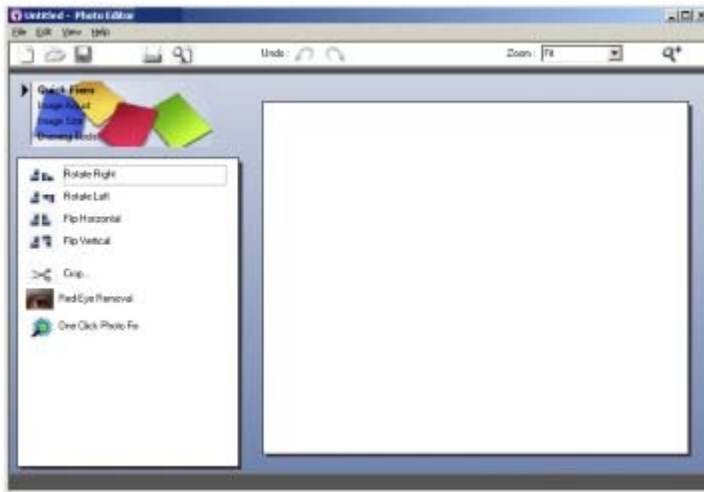 Untitled - Photo Editor
File Edit View Help
Undo: Zoom: Fit
Quick Fixes
Image Adjust
Image Size
Drawing Tools
Rotate Right
Rotate Left
Flip Horizontal
Flip Vertical
Crop...
Red Eye Removal
One Click Photo Fix